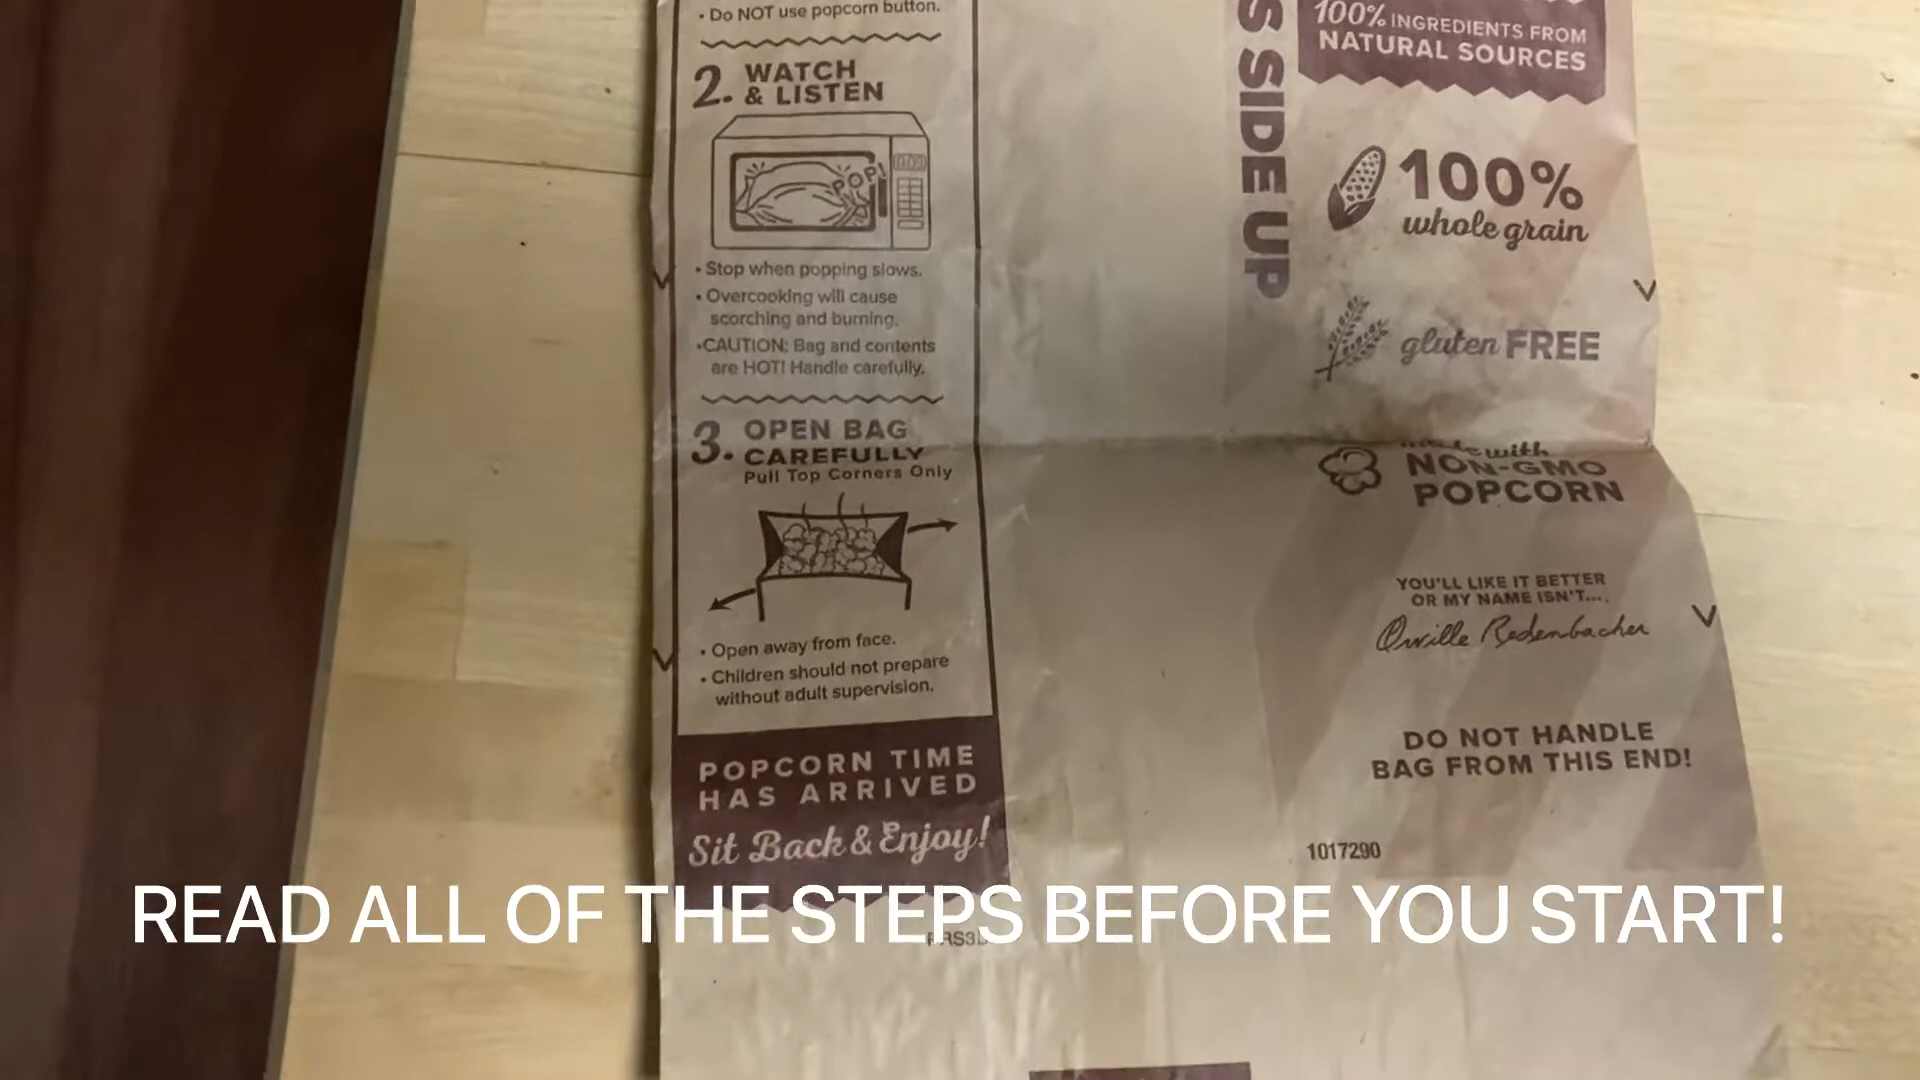 • Do NOT use popcorn button.
2. WATCH
& LISTEN
POP!
• Stop when popping slows.
• Overcooking will cause
scorching and burning.
•CAUTION: Bag and contents
are HOT! Handle carefully.
3. OPEN BAG
CAREFULLY
Pull Top Corners Only
• Open away from face.
• Children should not prepare
without adult supervision.
POPCORN TIME
HAS ARRIVED
Sit Back & Enjoy!
S SIDE UP
100% INGREDIENTS FROM
NATURAL SOURCES
100%
whole grain
gluten FREE
made with
NON-GMO
POPCORN
YOU'LL LIKE IT BETTER
OR MY NAME ISN'T....
Orville Redenbacher
DO NOT HANDLE
BAG FROM THIS END!
1017290
READ ALL OF THE STEPS BEFORE YOU START!